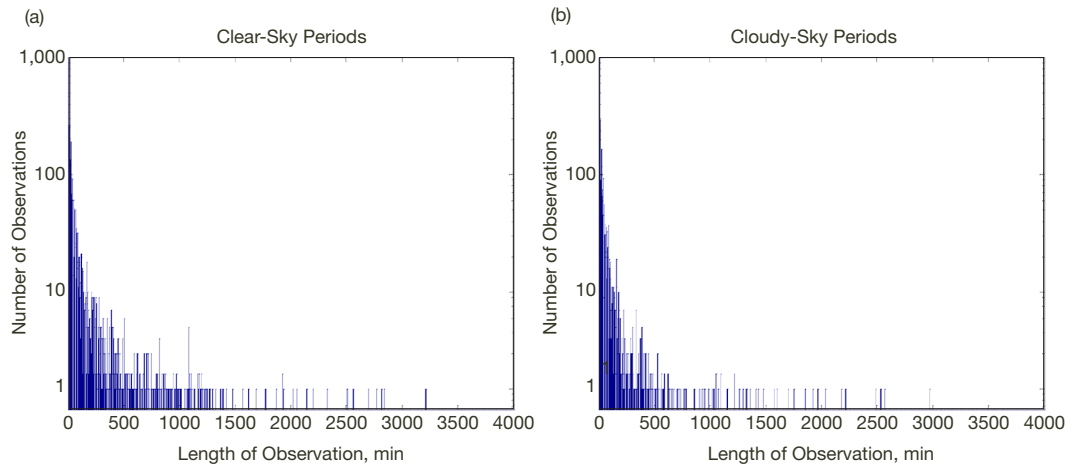 (a)
Clear-Sky Periods
1,000
100
10
1
Number of Observations
0 500 1000 1500 2000 2500 3000 3500 4000
Length of Observation, min
(b)
Cloudy-Sky Periods
1,000
100
10
1
Number of Observations
0 500 1000 1500 2000 2500 3000 3500 4000
Length of Observation, min